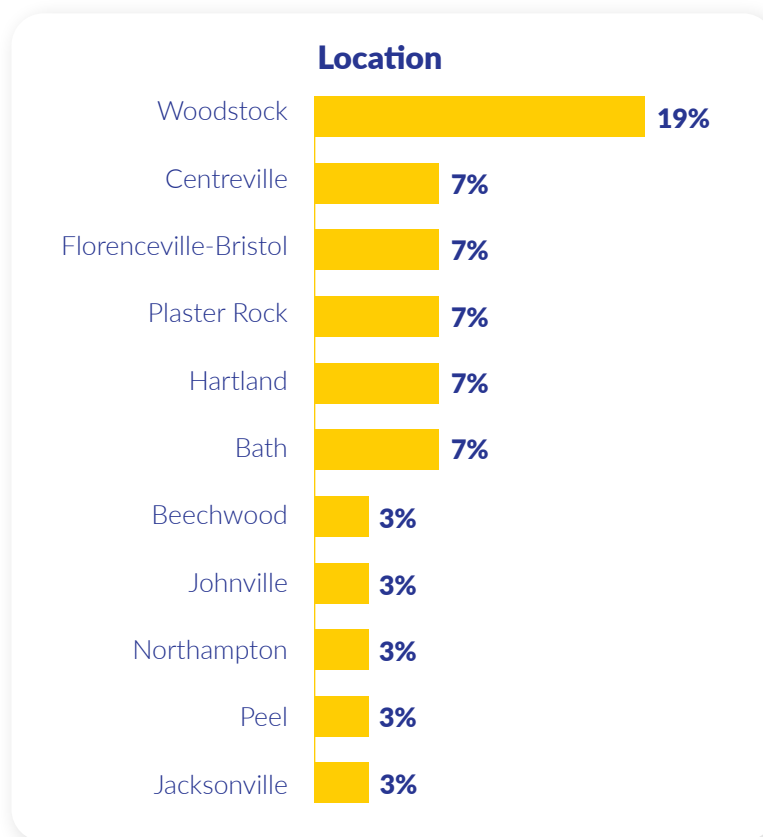 Location
Woodstock 19%
Centreville 7%
Florenceville-Bristol 7%
Plaster Rock 7%
Hartland 7%
Bath 7%
Beechwood 3%
Johnville 3%
Northampton 3%
Peel 3%
Jacksonville 3%